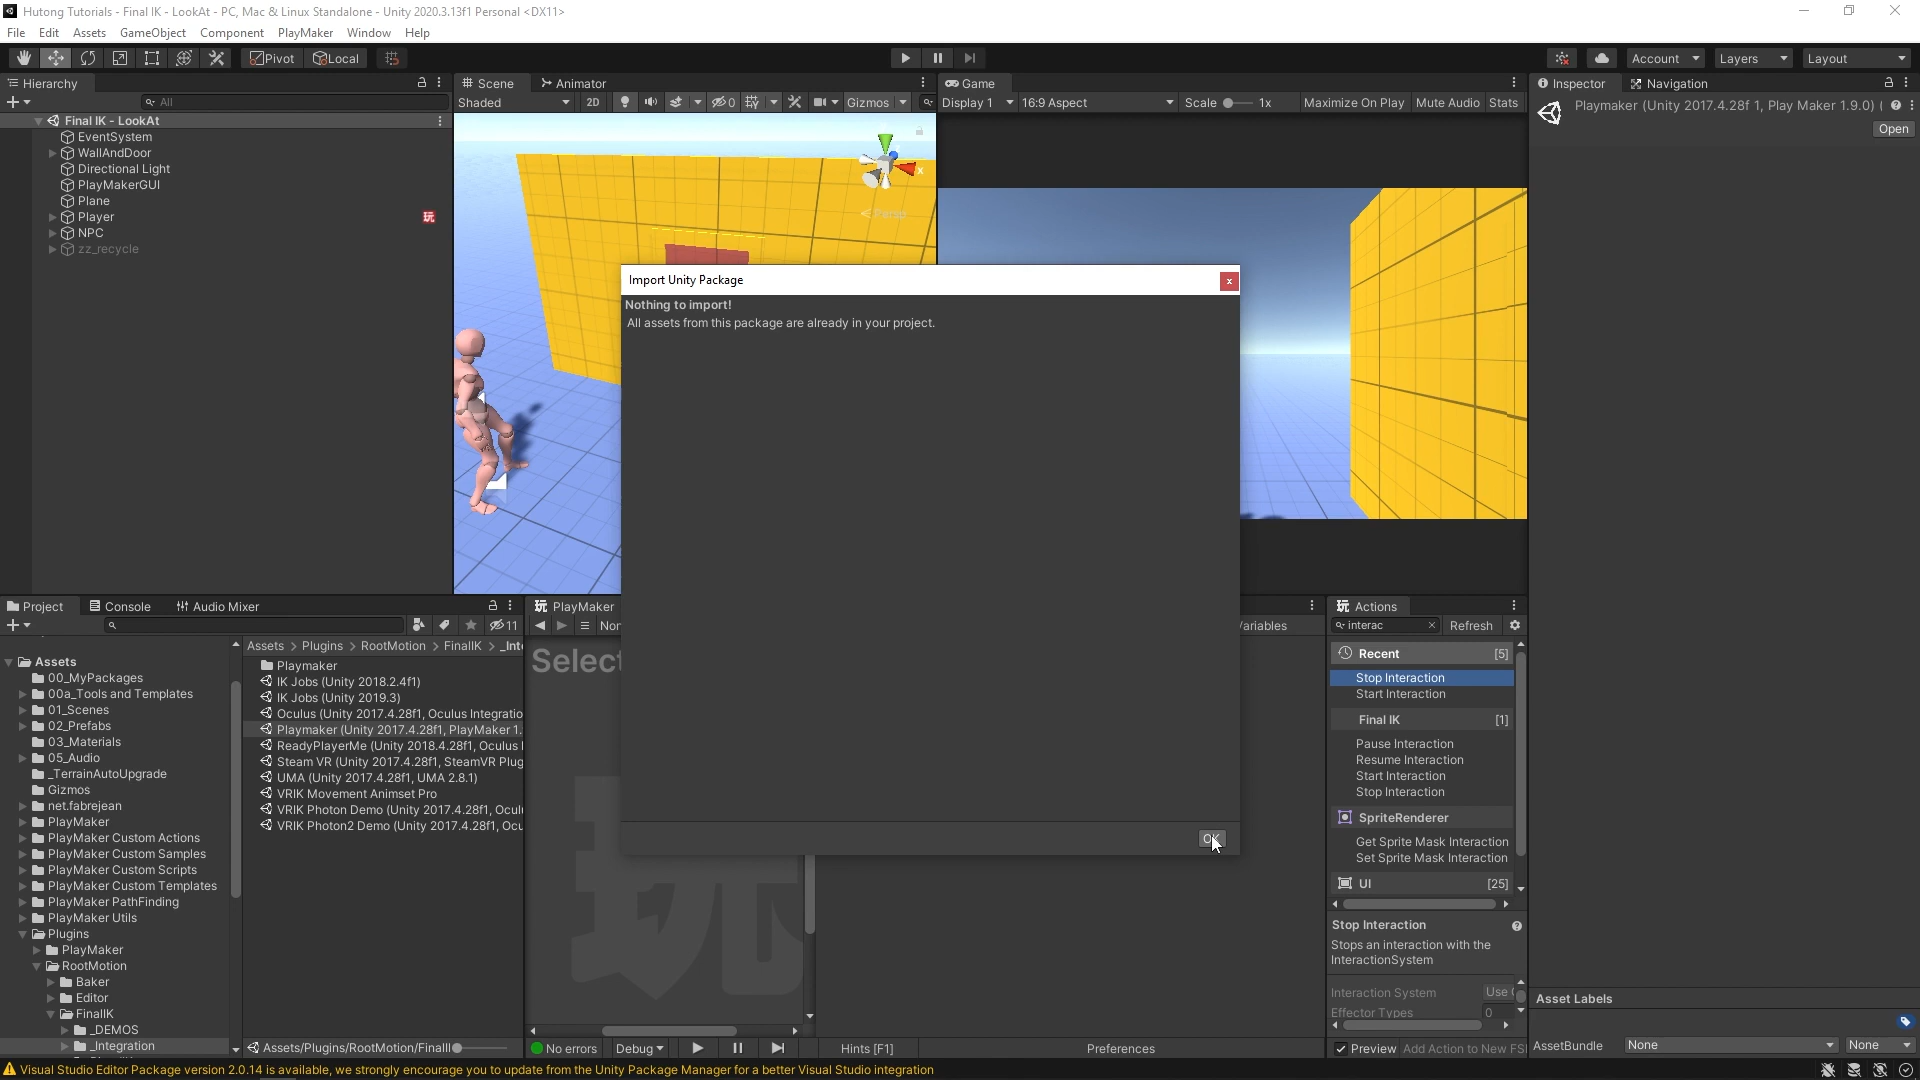 Hutong Tutorials - Final IK - LookAt - PC, Mac & Linux Standalone - Unity 2020.3.13f1 Personal <DX11>
File Edit Assets GameObject Component PlayMaker Window Help
Pivot Local Account Layers Layout
Hierarchy Scene Animator Game Inspector Navigation
All Shaded 2D 0 Gizmos Display 1 16:9 Aspect Scale 1x Maximize On Play Mute Audio Stats
Playmaker (Unity 2017.4.28f 1, Play Maker 1.9.0) (
Open
Final IK - LookAt
EventSystem
WallAndDoor
Directional Light
PlayMakerGUI
Plane
Player 玩
NPC
zz_recycle
x
Persp
Import Unity Package x
Nothing to import!
All assets from this package are already in your project.
OK
Project Console Audio Mixer
11
Assets
00_MyPackages
00a_Tools and Templates
01_Scenes
02_Prefabs
03_Materials
05_Audio
_TerrainAutoUpgrade
Gizmos
net.fabrejean
PlayMaker
PlayMaker Custom Actions
PlayMaker Custom Samples
PlayMaker Custom Scripts
PlayMaker Custom Templates
PlayMaker PathFinding
PlayMaker Utils
Plugins
PlayMaker
RootMotion
Baker
Editor
FinalIK
_DEMOS
_Integration
Assets > Plugins > RootMotion > FinalIK > _Inte
Playmaker
IK Jobs (Unity 2018.2.4f1)
IK Jobs (Unity 2019.3)
Oculus (Unity 2017.4.28f1, Oculus Integratio
Playmaker (Unity 2017.4.28f1, PlayMaker 1.
ReadyPlayerMe (Unity 2018.4.28f1, Oculus I
Steam VR (Unity 2017.4.28f1, SteamVR Plug
UMA (Unity 2017.4.28f1, UMA 2.8.1)
VRIK Movement Animset Pro
VRIK Photon Demo (Unity 2017.4.28f1, Ocul
VRIK Photon2 Demo (Unity 2017.4.28f1, Ocu
Assets/Plugins/RootMotion/FinalI
玩 PlayMaker
Non
Variables
Select
玩
No errors Debug Hints [F1] Preferences
玩 Actions
interac Refresh
Recent [5]
Stop Interaction
Start Interaction
Final IK [1]
Pause Interaction
Resume Interaction
Start Interaction
Stop Interaction
SpriteRenderer
Get Sprite Mask Interaction
Set Sprite Mask Interaction
UI [25]
Stop Interaction
Stops an interaction with the
InteractionSystem
Interaction System Use
Effector Types 0
Preview Add Action to New FS
Asset Labels
AssetBundle None None
Visual Studio Editor Package version 2.0.14 is available, we strongly encourage you to update from the Unity Package Manager for a better Visual Studio integration